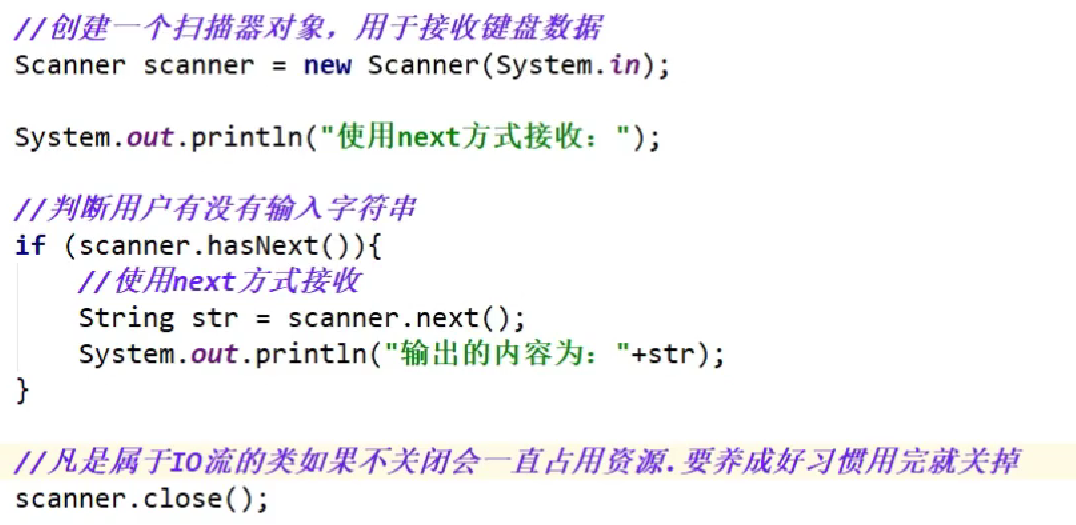 //创建一个扫描器对象，用于接收键盘数据
Scanner scanner = new Scanner(System.in);
System.out.println("使用next方式接收：");
//判断用户有没有输入字符串
if (scanner.hasNext()){
//使用next方式接收
String str = scanner.next();
System.out.println("输出的内容为："+str);
}
//凡是属于IO流的类如果不关闭会一直占用资源.要养成好习惯用完就关掉
scanner.close();